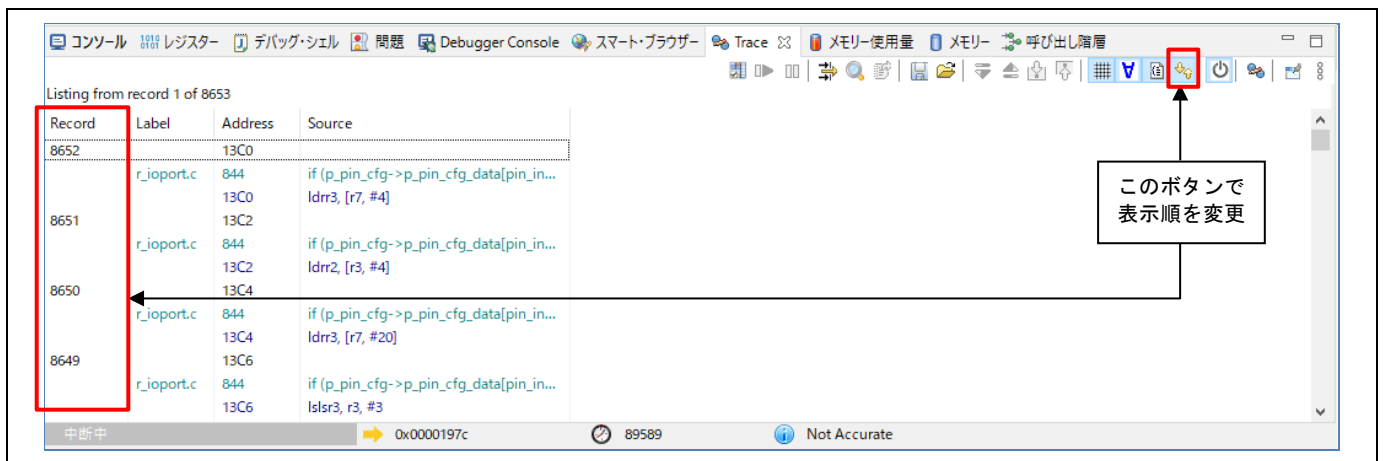 コンソール レジスター デバッグ・シェル 問題 Debugger Console スマート・ブラウザー Trace メモリー使用量 メモリー 呼び出し階層
Listing from record 1 of 8653
Record Label Address Source
8652 13C0
r_ioport.c 844 if (p_pin_cfg->p_pin_cfg_data[pin_in...
13C0 ldrr3, [r7, #4]
8651 13C2
r_ioport.c 844 if (p_pin_cfg->p_pin_cfg_data[pin_in...
13C2 ldrr2, [r3, #4]
8650 13C4
r_ioport.c 844 if (p_pin_cfg->p_pin_cfg_data[pin_in...
13C4 ldrr3, [r7, #20]
8649 13C6
r_ioport.c 844 if (p_pin_cfg->p_pin_cfg_data[pin_in...
13C6 lslsr3, r3, #3
このボタンで
表示順を変更
中断中 0x0000197c 89589 Not Accurate